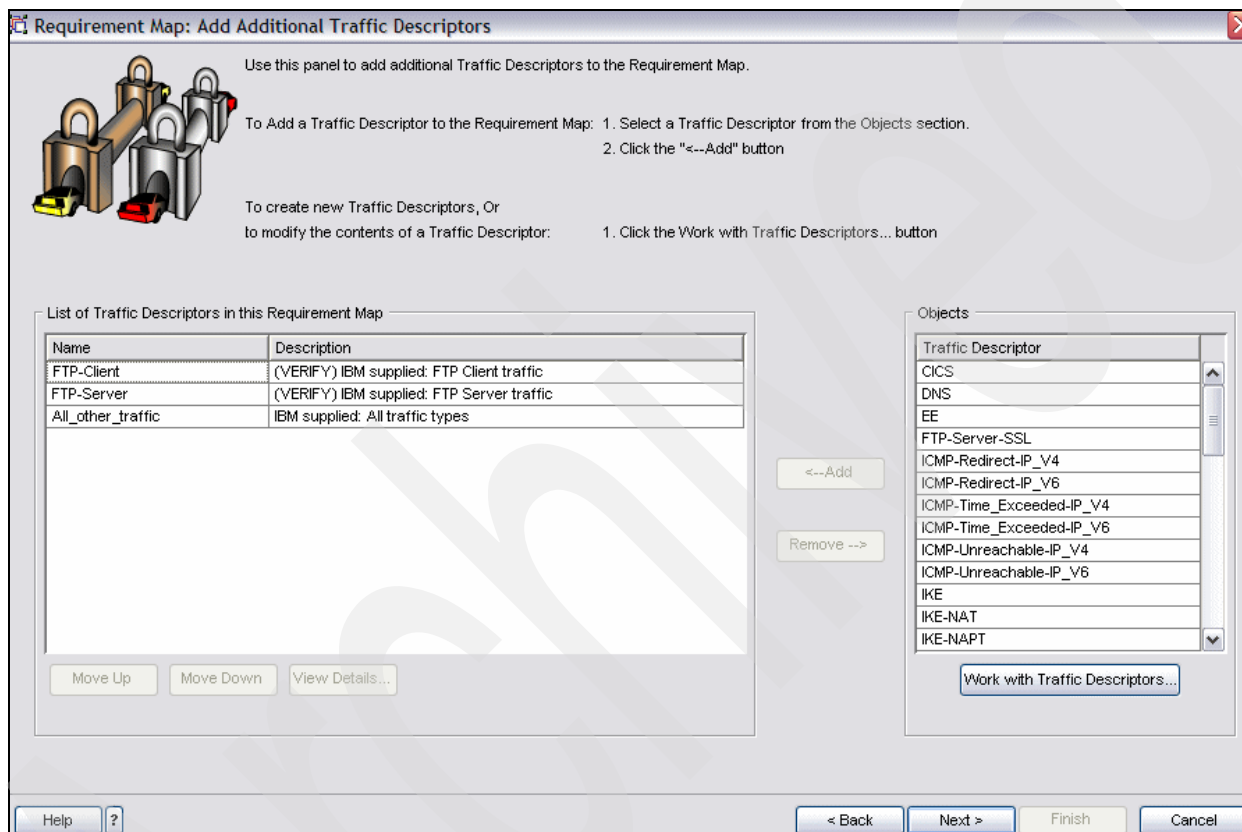 Requirement Map: Add Additional Traffic Descriptors
Use this panel to add additional Traffic Descriptors to the Requirement Map.
To Add a Traffic Descriptor to the Requirement Map: 1. Select a Traffic Descriptor from the Objects section.
2. Click the "<--Add" button
To create new Traffic Descriptors, Or
to modify the contents of a Traffic Descriptor: 1. Click the Work with Traffic Descriptors... button
List of Traffic Descriptors in this Requirement Map
Name Description
FTP-Client (VERIFY) IBM supplied: FTP Client traffic
FTP-Server (VERIFY) IBM supplied: FTP Server traffic
All_other_traffic IBM supplied: All traffic types
<--Add
Remove -->
Move Up Move Down View Details...
Objects
Traffic Descriptor
CICS
DNS
EE
FTP-Server-SSL
ICMP-Redirect-IP_V4
ICMP-Redirect-IP_V6
ICMP-Time_Exceeded-IP_V4
ICMP-Time_Exceeded-IP_V6
ICMP-Unreachable-IP_V4
ICMP-Unreachable-IP_V6
IKE
IKE-NAT
IKE-NAPT
Work with Traffic Descriptors...
Help ? < Back Next > Finish Cancel